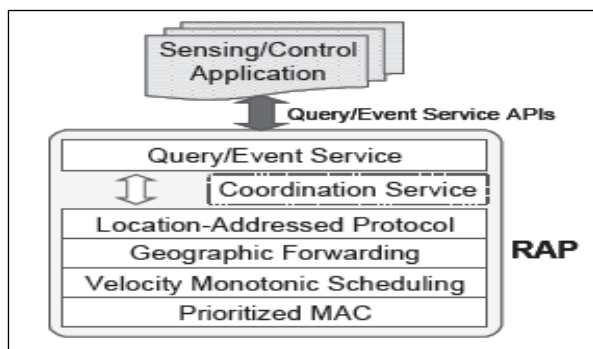 Sensing/Control
Application
Query/Event Service APIs
Query/Event Service
Coordination Service
Location-Addressed Protocol
Geographic Forwarding
RAP
Velocity Monotonic Scheduling
Prioritized MAC